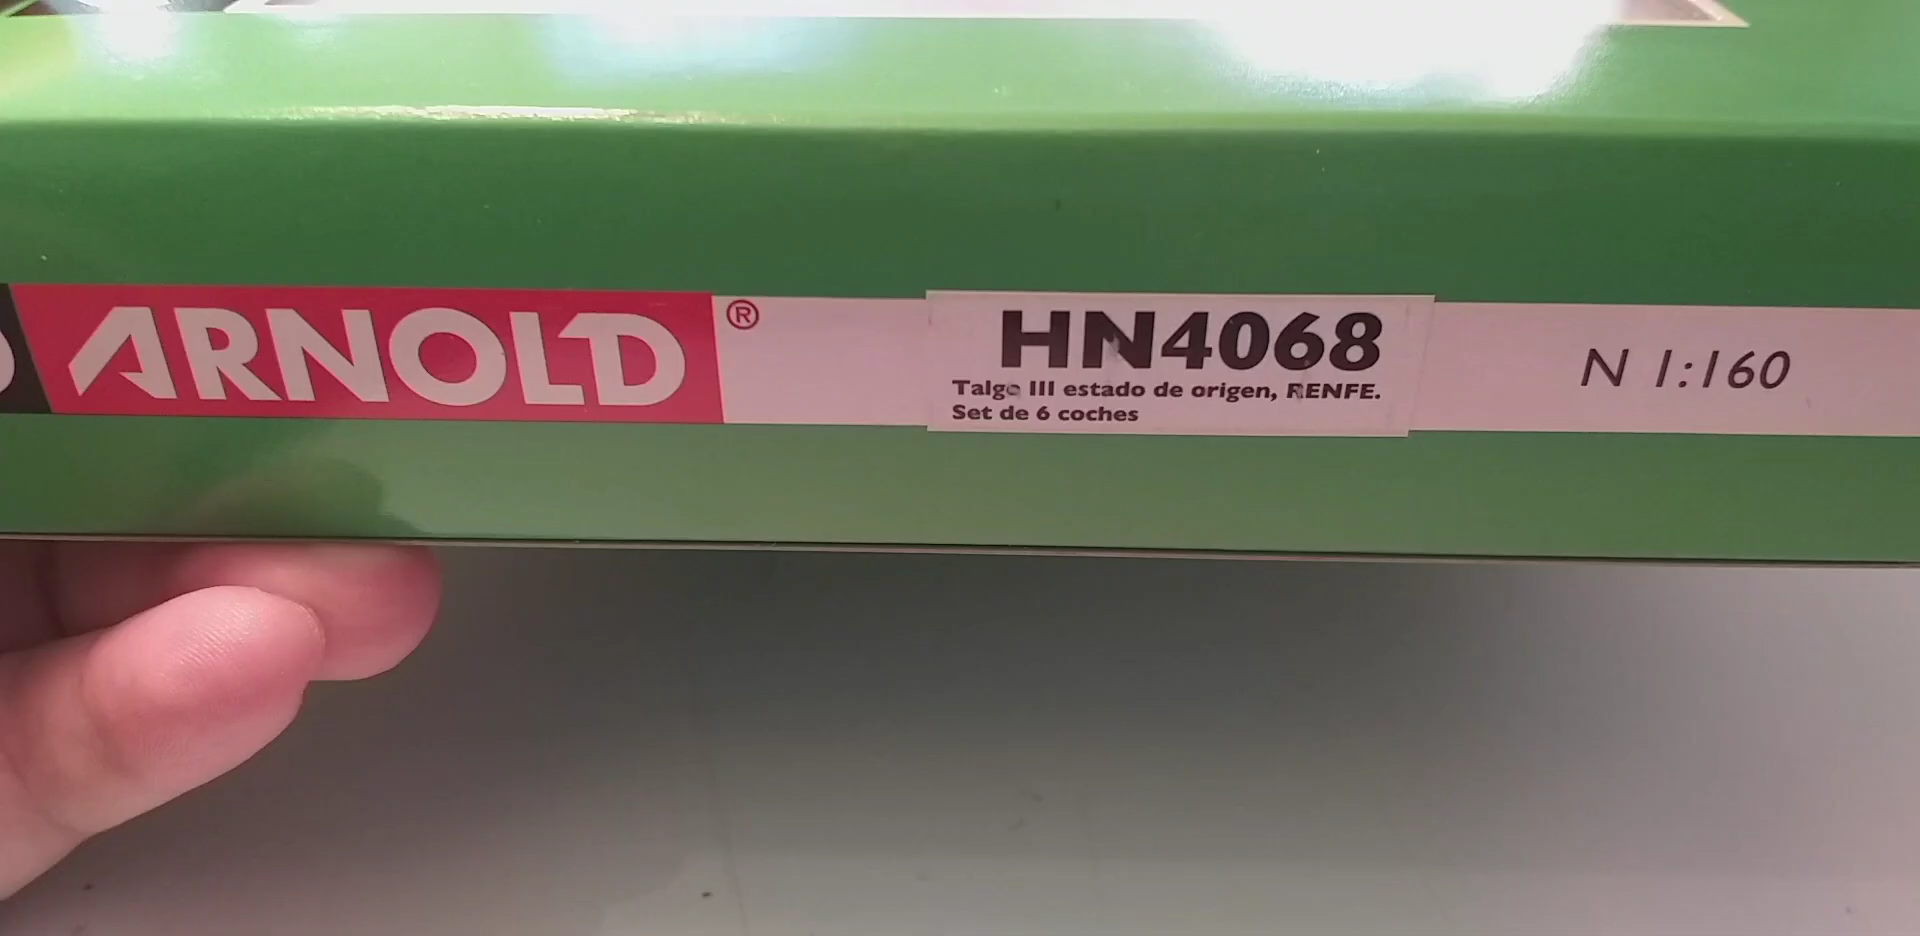 ARNOLD ®
HN4068
Talgo III estado de origen, RENFE.
Set de 6 coches
N 1:160